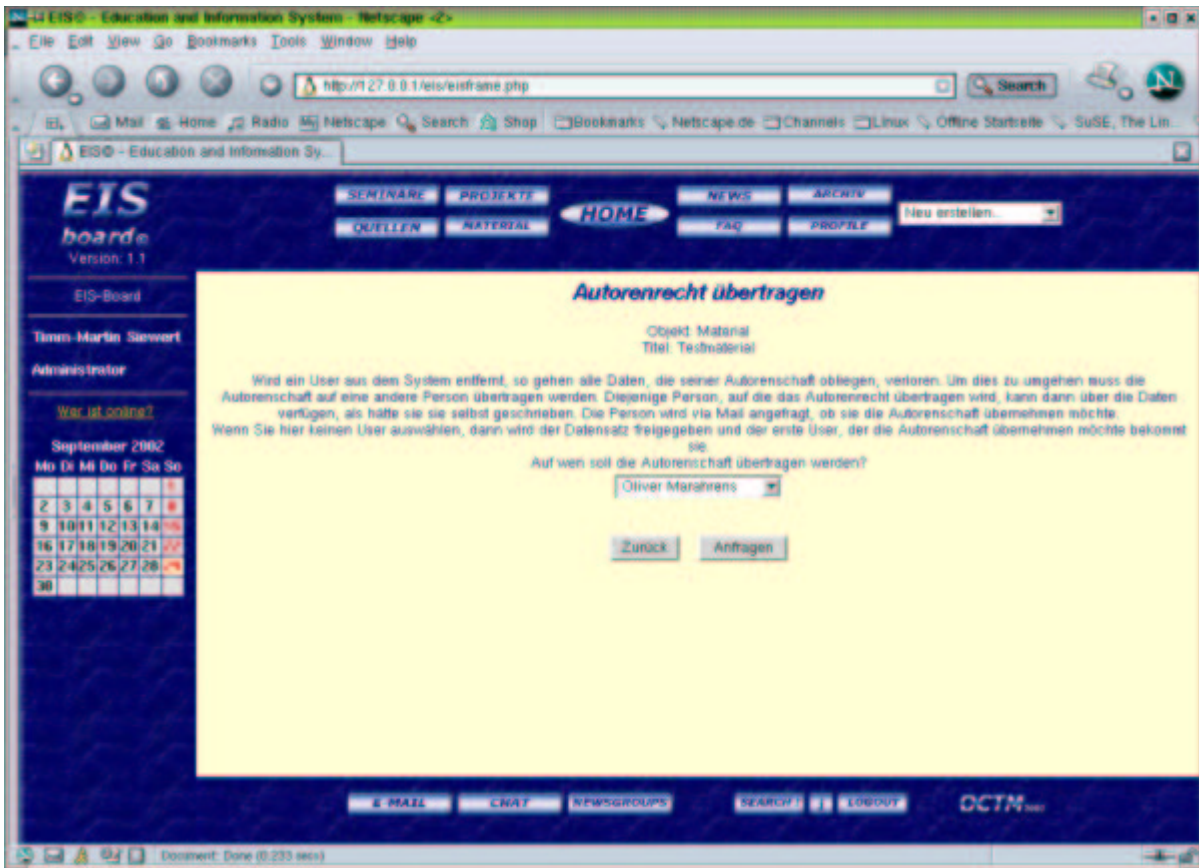 EIS© - Education and Information System - Netscape <2>
File Edit View Go Bookmarks Tools Window Help
http://127.0.0.1/eis/eisframe.php
Search
Mail Home Radio Netscape Search Shop Bookmarks Netscape.de Channels Linux Offline Startseite SuSE, The Lin...
EIS© - Education and Information Sy...
EIS
board©
Version: 1.1
SEMINARE PROJEKTE HOME NEWS ARCHIV
QUELLEN MATERIAL FAQ PROFILE
Neu erstellen...
EIS-Board
Timm-Martin Siewert
Administrator
Wer ist online?
September 2002
Mo Di Mi Do Fr Sa So
1
2 3 4 5 6 7 8
9 10 11 12 13 14 15
16 17 18 19 20 21 22
23 24 25 26 27 28 29
30
Autorenrecht übertragen
Objekt: Material
Titel: Testmaterial
Wird ein User aus dem System entfernt, so gehen alle Daten, die seiner Autorenschaft obliegen, verloren. Um dies zu umgehen muss die
Autorenschaft auf eine andere Person übertragen werden. Diejenige Person, auf die das Autorenrecht übertragen wird, kann dann über die Daten
verfügen, als hätte sie sie selbst geschrieben. Die Person wird via Mail angefragt, ob sie die Autorenschaft übernehmen möchte.
Wenn Sie hier keinen User auswählen, dann wird der Datensatz freigegeben und der erste User, der die Autorenschaft übernehmen möchte bekommt
sie.
Auf wen soll die Autorenschaft übertragen werden?
Oliver Marahrens
Zurück Anfragen
E-MAIL CHAT NEWSGROUPS SEARCH ! i LOGOUT
OCTM
Document: Done (0.233 secs)